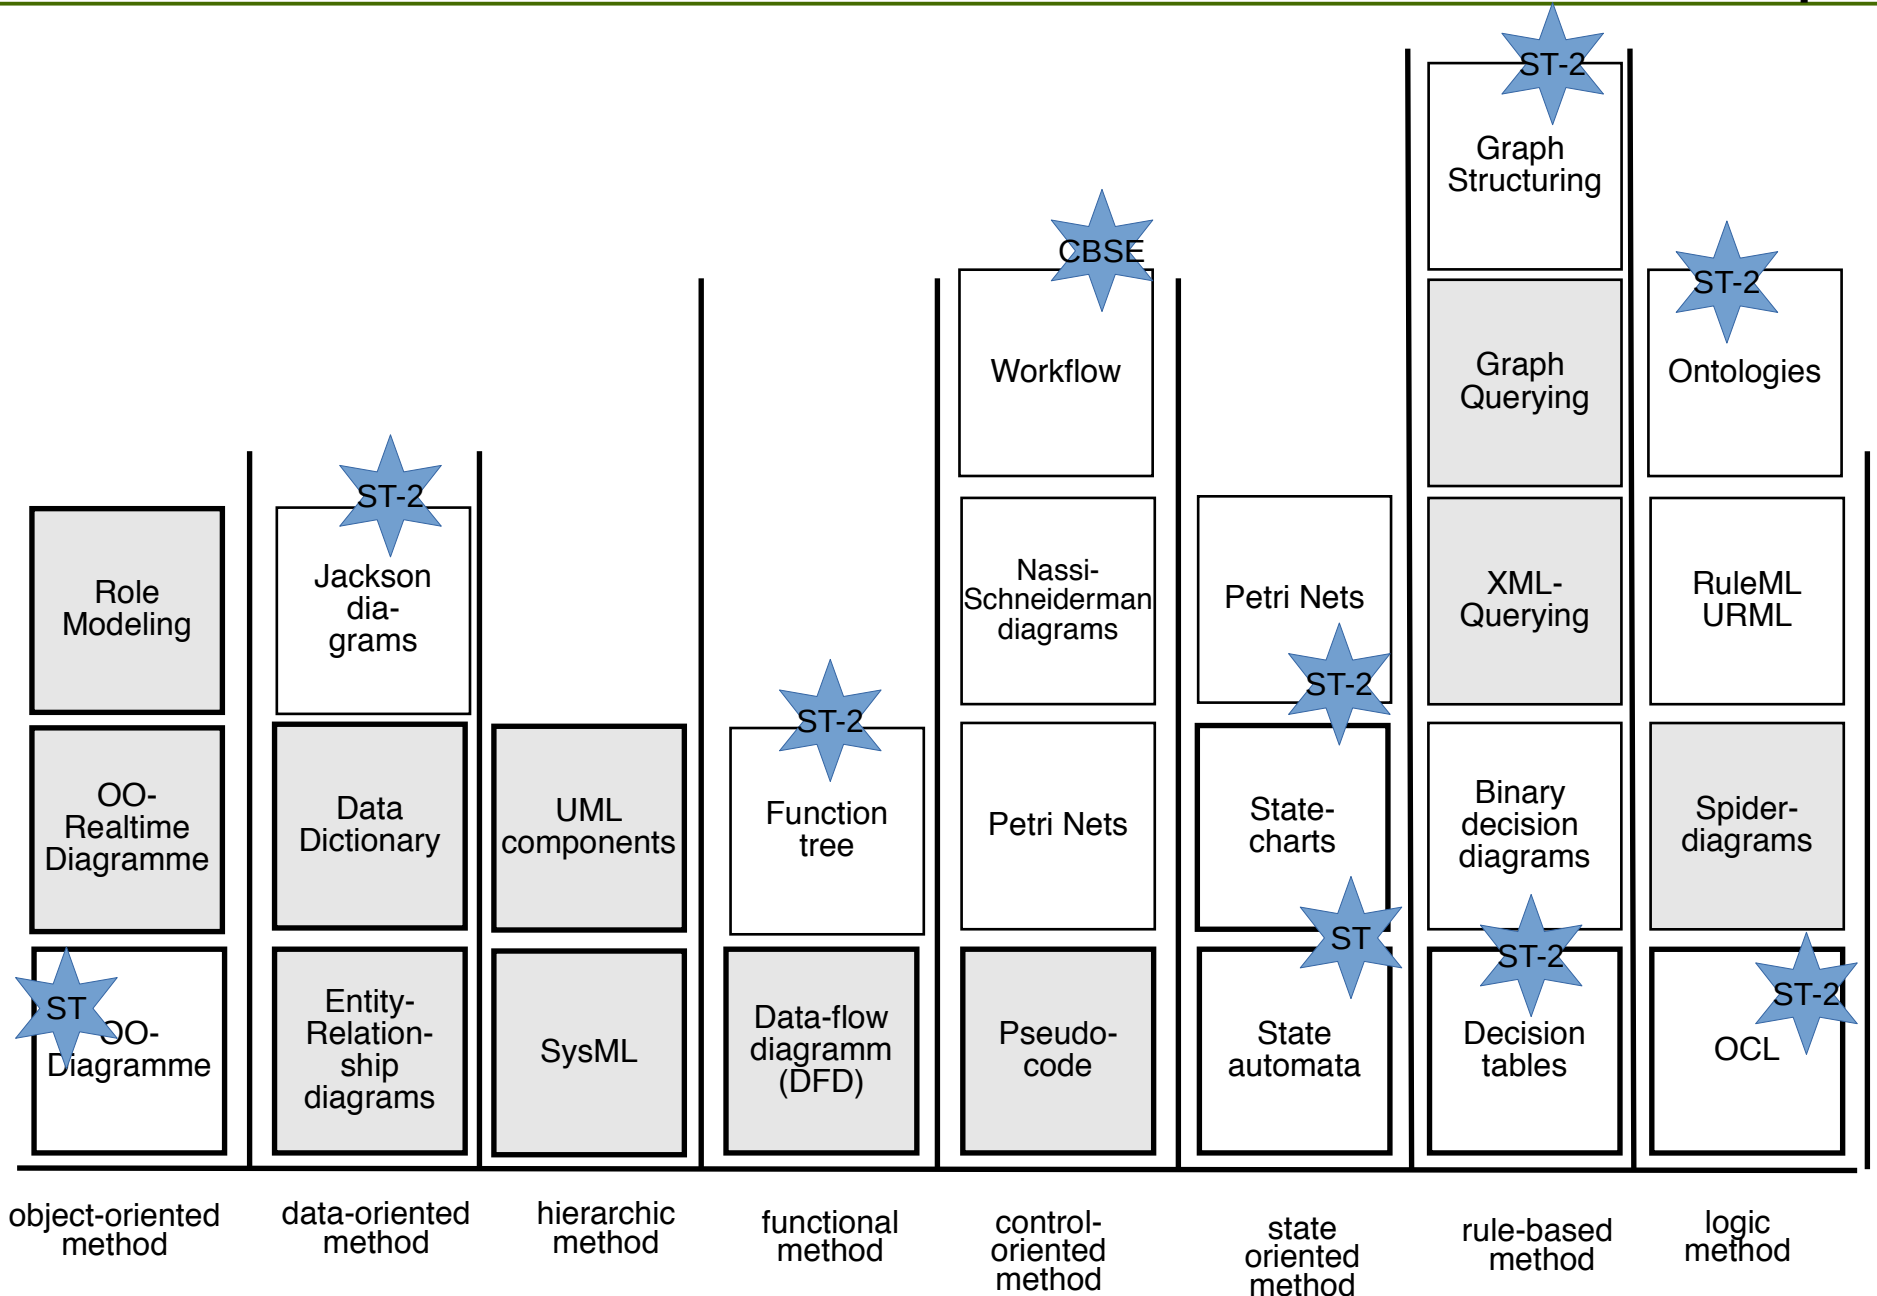 ST-2
Graph
Structuring
CBSE
Workflow
Graph
Querying
ST-2
Ontologies
Role
Modeling
ST-2
Jackson
dia-
grams
Nassi-
Schneiderman
diagrams
Petri Nets
ST-2
XML-
Querying
RuleML
URML
OO-
Realtime
Diagramme
Data
Dictionary
UML
components
ST-2
Function
tree
Petri Nets
State-
charts
Binary
decision
diagrams
Spider-
diagrams
ST
OO-
Diagramme
Entity-
Relation-
ship
diagrams
SysML
Data-flow
diagramm
(DFD)
Pseudo-
code
ST
State
automata
ST-2
Decision
tables
ST-2
OCL
object-oriented
method
data-oriented
method
hierarchic
method
functional
method
control-
oriented
method
state
oriented
method
rule-based
method
logic
method